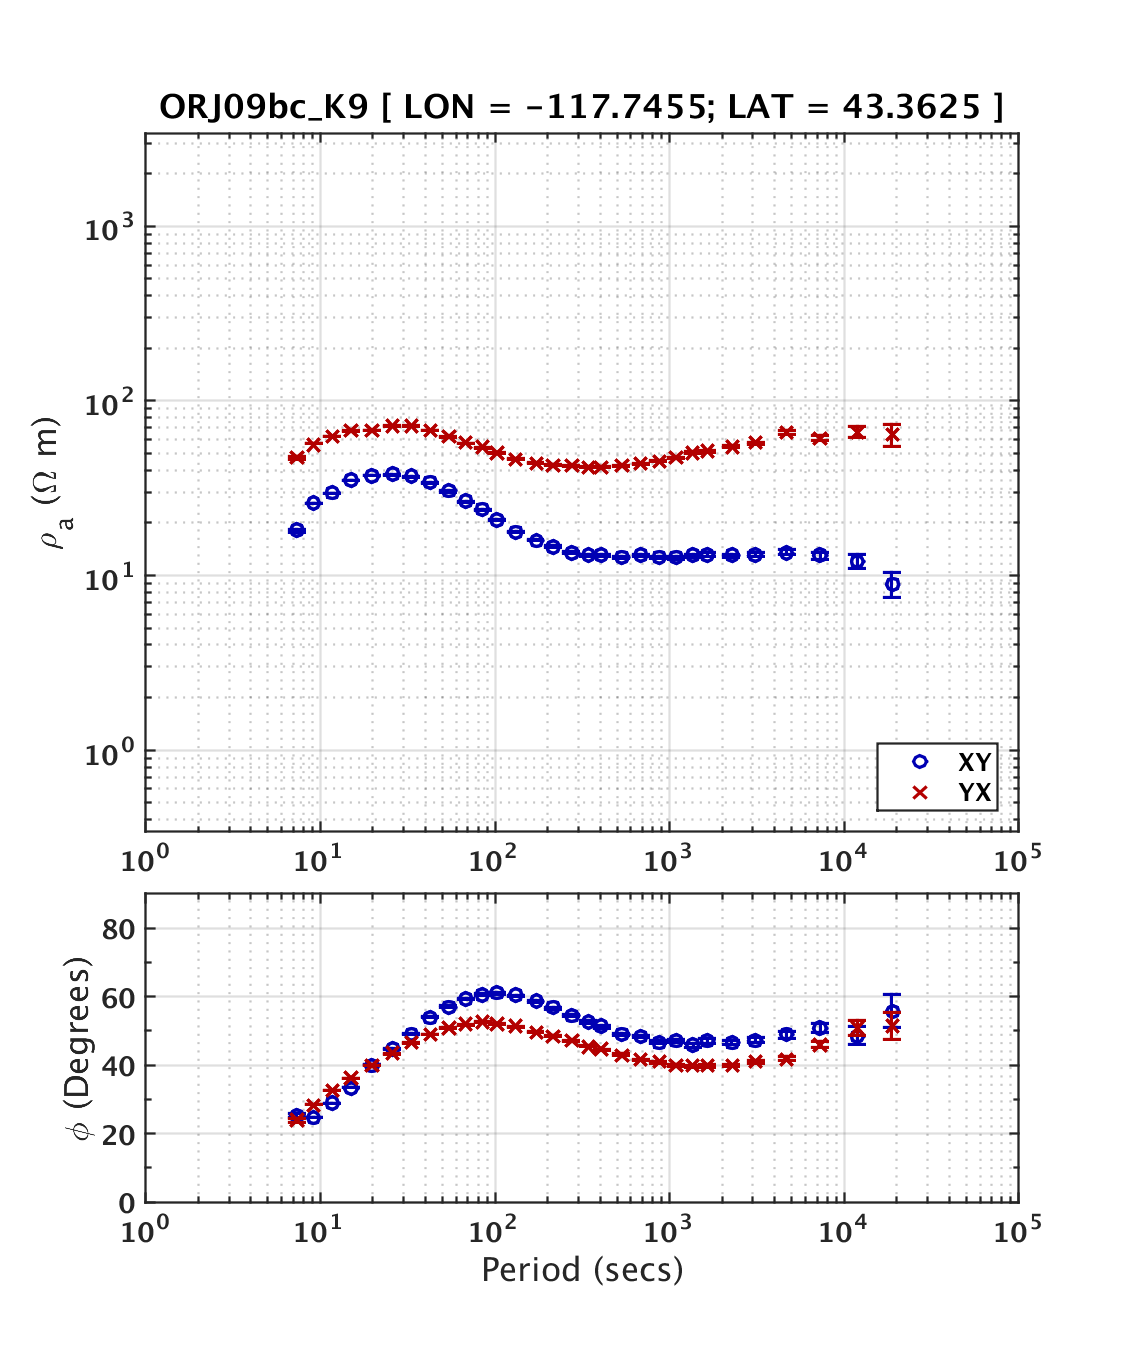 ORJ09bc_K9 [ LON = -117.7455; LAT = 43.3625 ]
10³
10²
10¹
10⁰
ρₐ (Ω m)
XY
YX
10⁰ 10¹ 10² 10³ 10⁴ 10⁵
80
60
40
20
0
ϕ (Degrees)
10⁰ 10¹ 10² 10³ 10⁴ 10⁵
Period (secs)